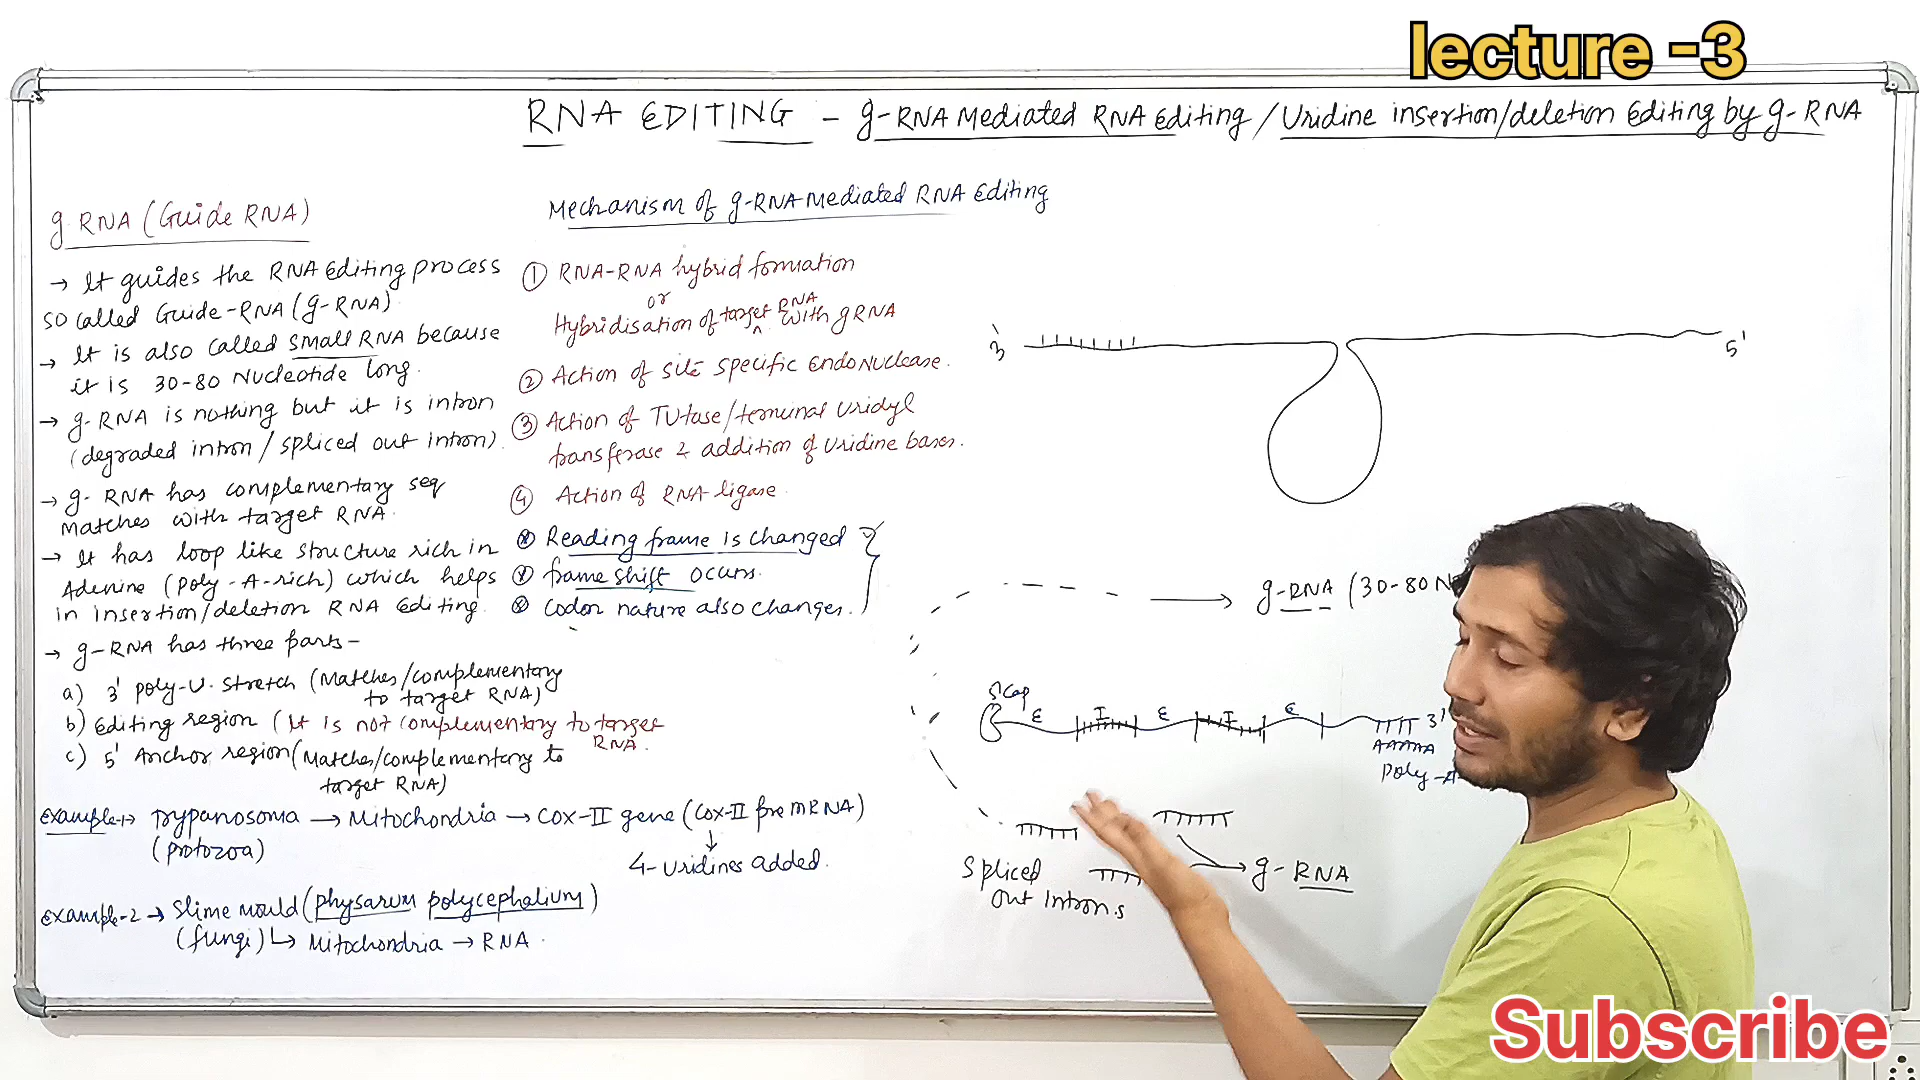 lecture -3
RNA EDITING - g-RNA Mediated RNA Editing / Uridine insertion/deletion Editing by g-RNA
g RNA (Guide RNA)
→ It guides the RNA Editing process
so called Guide-RNA (g-RNA)
→ It is also called small RNA because
it is 30-80 Nucleotide long.
→ g-RNA is nothing but it is intron
(degraded intron / spliced out intron).
→ g-RNA has complementary seq
Matches with target RNA.
→ It has loop like structure rich in
Adenine (Poly-A-rich) which helps
in insertion/deletion RNA Editing.
→ g-RNA has three parts-
a) 3' poly-U. stretch (Matches/complementary
to target RNA)
b) Editing region (It is not complementary to target
RNA.
c) 5' Anchor region (Matches/complementary to
target RNA)
Mechanism of g-RNA Mediated RNA Editing
① RNA-RNA hybrid formation
or
Hybridisation of target RNA with gRNA
② Action of site specific Endonuclease.
③ Action of TUtase/terminal Uridyl
transferase & addition of Uridine bases.
④ Action of RNA-ligase.
Reading frame is changed
frame shift occurs.
Codon nature also changes.
Example-1→ Trypanosoma → Mitochondria → COX-II gene (Cox-II pre mRNA)
(protozoa)
↓
4-Uridines added.
Example-2 → Slime mould (physarum polycephalium)
(fungi) ↳ Mitochondria → RNA.
3' 5'
→ g-RNA (30-80 N
5'Cap
E I E I E 3'
AAAAA
Poly-A
Spliced
out Introns
→ g-RNA
Subscribe